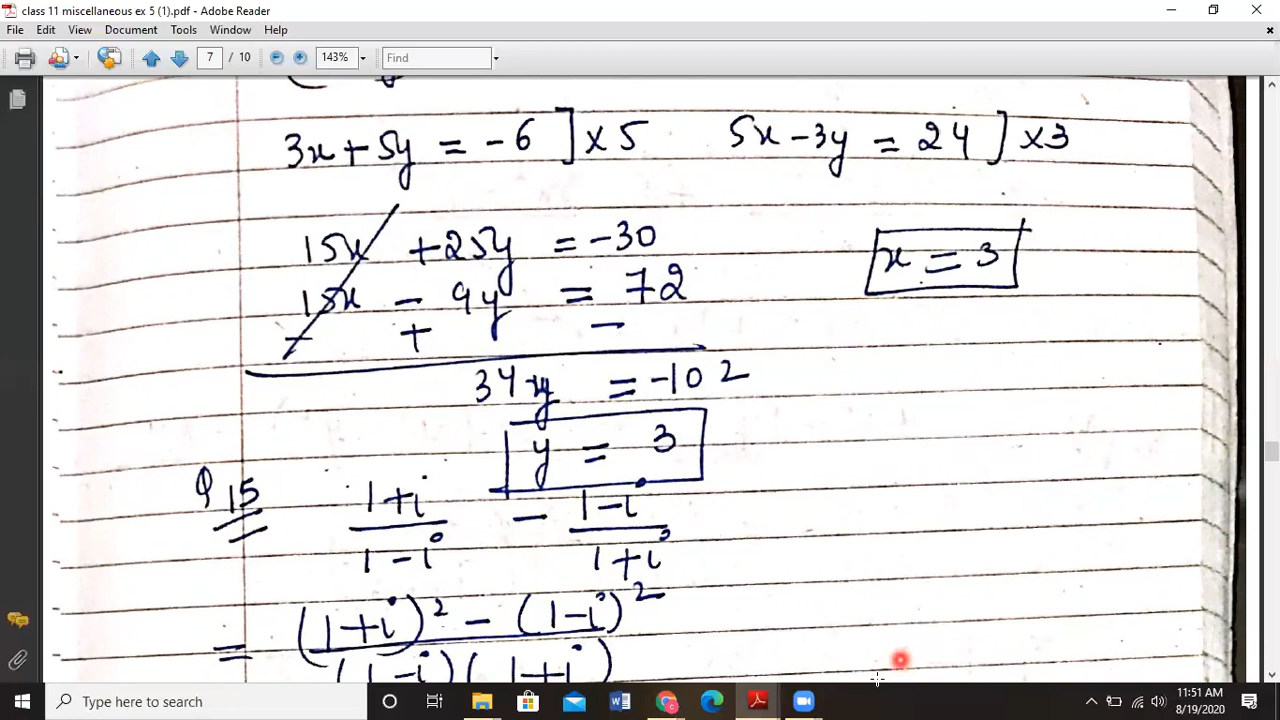 class 11 miscellaneous ex 5 (1).pdf - Adobe Reader
File Edit View Document Tools Window Help
7 / 10 143% Find
3x + 5y = -6 ] × 5 5x - 3y = 24 ] × 3
15x + 25y = -30
x = 3
15x - 9y = 72
- + -
34y = -102
y = 3
Q 15 1+i / 1-i - 1-i / 1+i
= (1+i)² - (1-i)²
(1-i)(1+i)
Type here to search
11:51 AM
8/19/2020